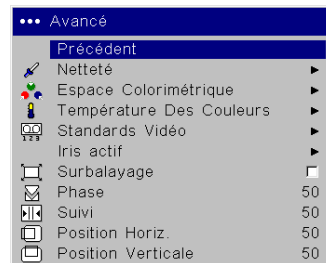 ••• Avancé
Précédent
Netteté
Espace Colorimétrique
Température Des Couleurs
Standards Vidéo
Iris actif
Surbalayage
Phase 50
Suivi 50
Position Horiz. 50
Position Verticale 50